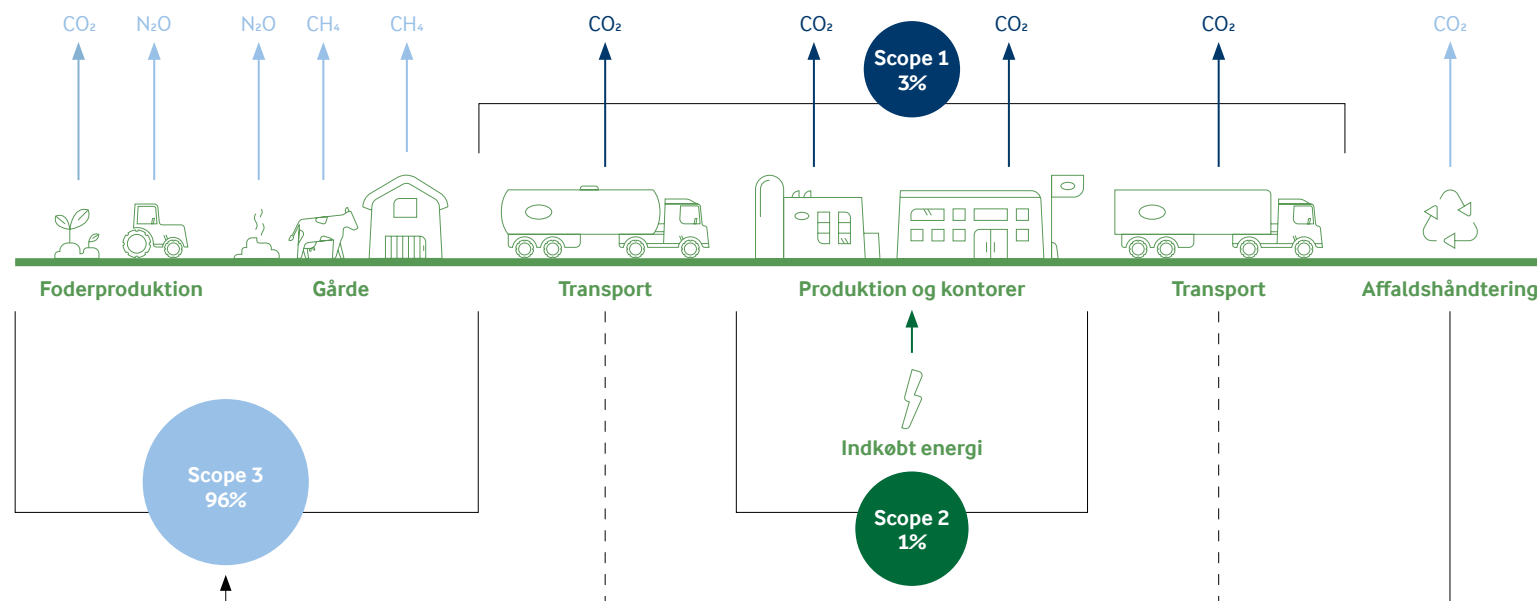 CO₂ N₂O N₂O CH₄ CH₄ CO₂ CO₂ CO₂ CO₂ CO₂
Scope 1
3%
Foderproduktion Gårde Transport Produktion og kontorer Transport Affaldshåndtering
Indkøbt energi
Scope 3
96%
Scope 2
1%